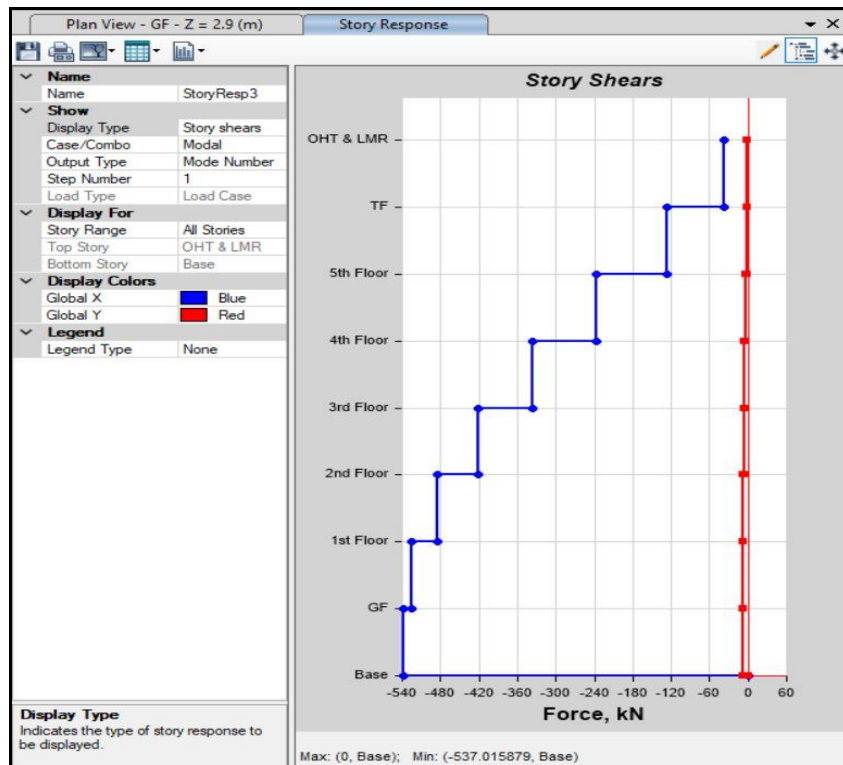 Plan View - GF - Z = 2.9 (m)
Story Response
Name
Name StoryResp3
Show
Display Type Story shears
Case/Combo Modal
Output Type Mode Number
Step Number 1
Load Type Load Case
Display For
Story Range All Stories
Top Story OHT & LMR
Bottom Story Base
Display Colors
Global X Blue
Global Y Red
Legend
Legend Type None
Display Type
Indicates the type of story response to
be displayed.
Story Shears
OHT & LMR
TF
5th Floor
4th Floor
3rd Floor
2nd Floor
1st Floor
GF
Base
-540 -480 -420 -360 -300 -240 -180 -120 -60 0 60
Force, kN
Max: (0, Base); Min: (-537.015879, Base)